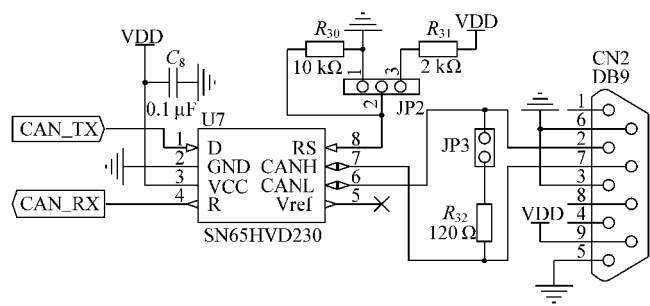 VDD
C8
0.1 μF
R30
10 kΩ
R31
2 kΩ
VDD
1
3
2
JP2
CN2
DB9
U7
CAN_TX
CAN_RX
1 D
2 GND
3 VCC
4 R
RS 8
CANH 7
CANL 6
Vref 5
SN65HVD230
JP3
R32
120 Ω
VDD
1
6
2
7
3
8
4
9
5